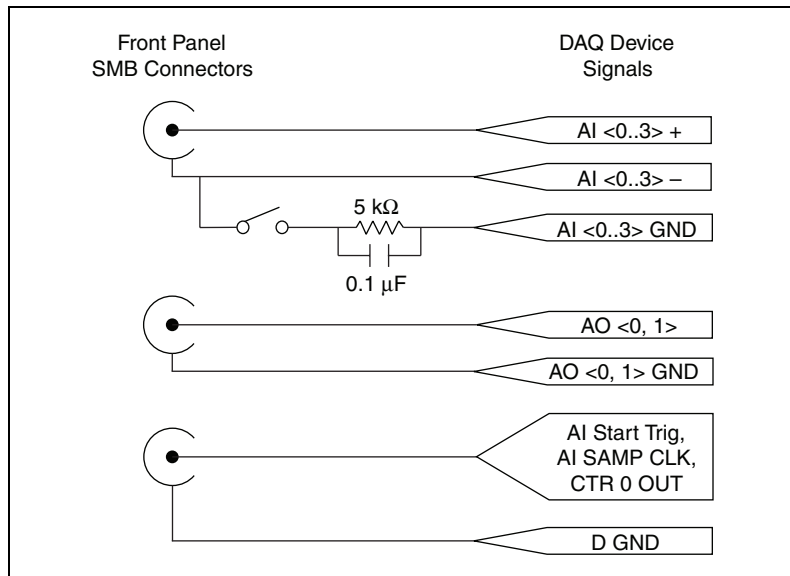 Front Panel
SMB Connectors
DAQ Device
Signals
AI <0..3> +
AI <0..3> –
5 kΩ
AI <0..3> GND
0.1 µF
AO <0, 1>
AO <0, 1> GND
AI Start Trig,
AI SAMP CLK,
CTR 0 OUT
D GND